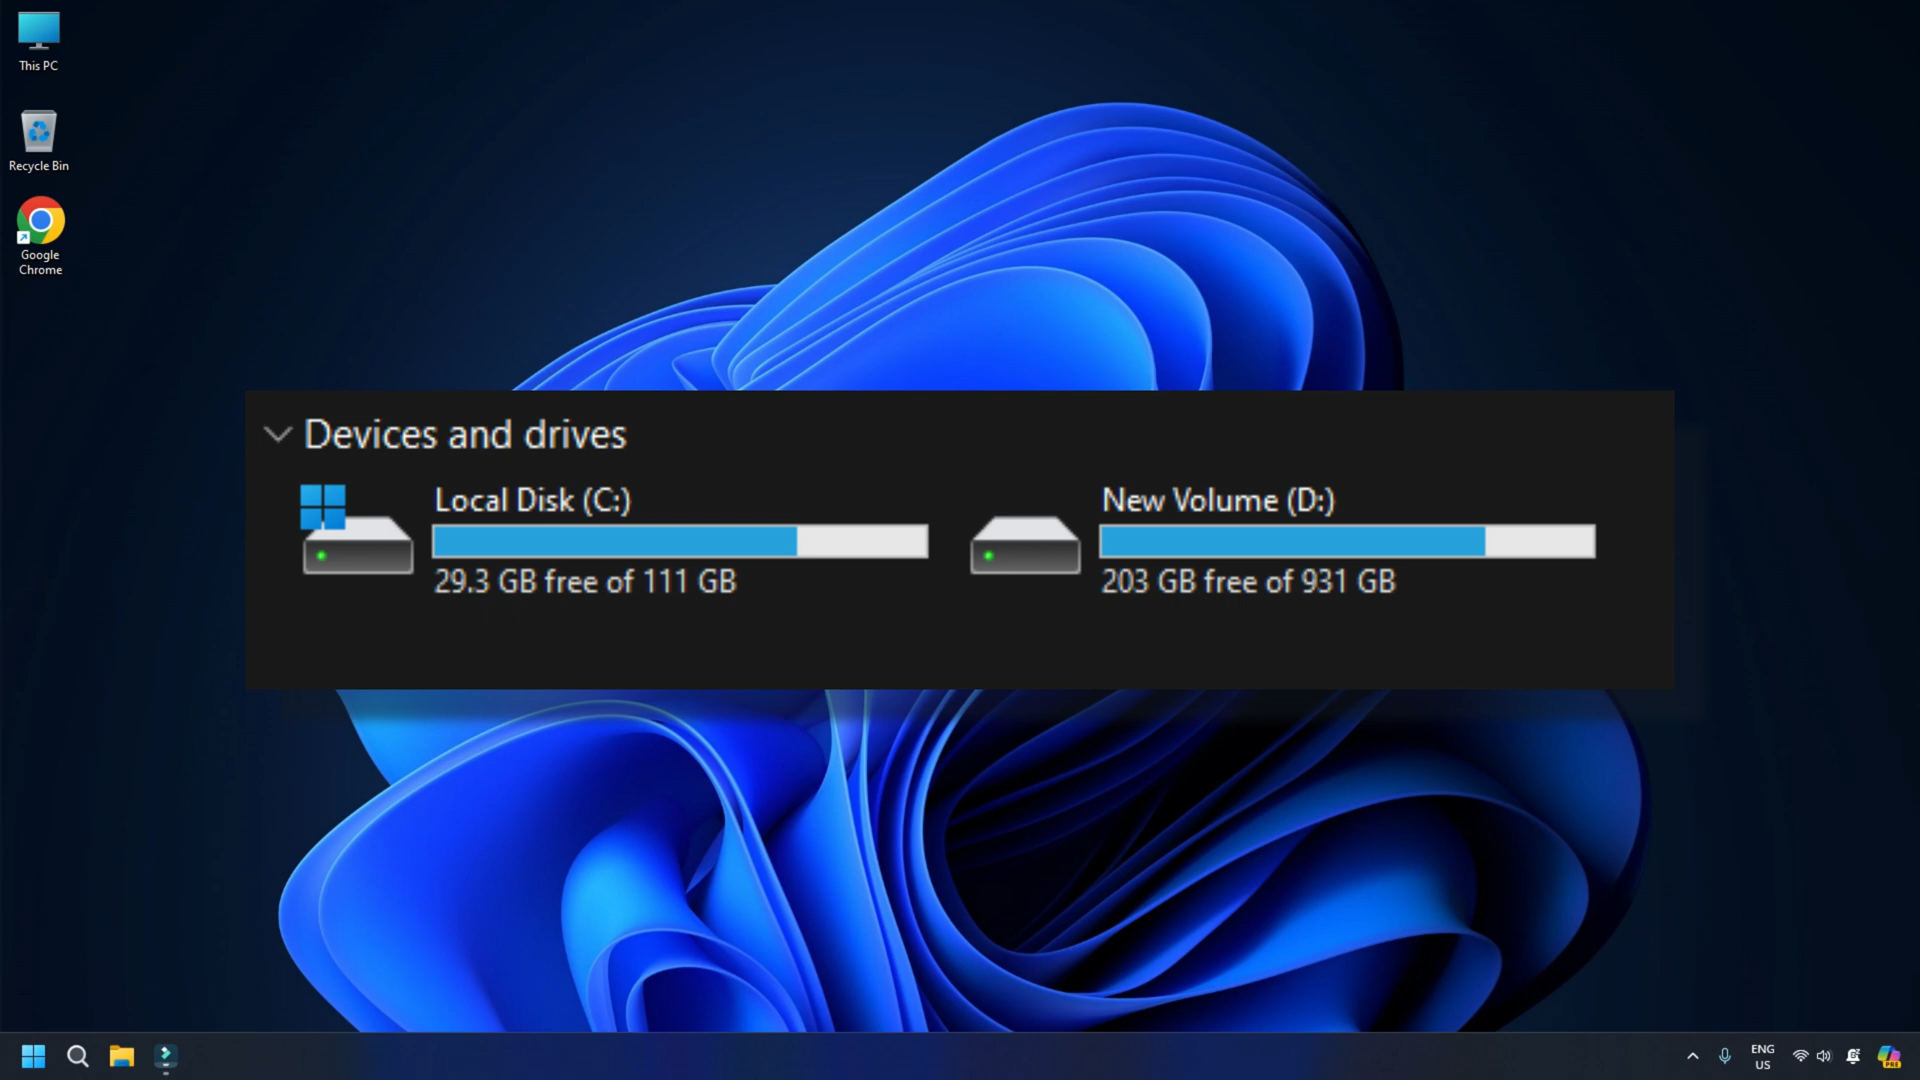 This PC
Recycle Bin
Google
Chrome
Devices and drives
Local Disk (C:)
29.3 GB free of 111 GB
New Volume (D:)
203 GB free of 931 GB
ENG
US
PRE